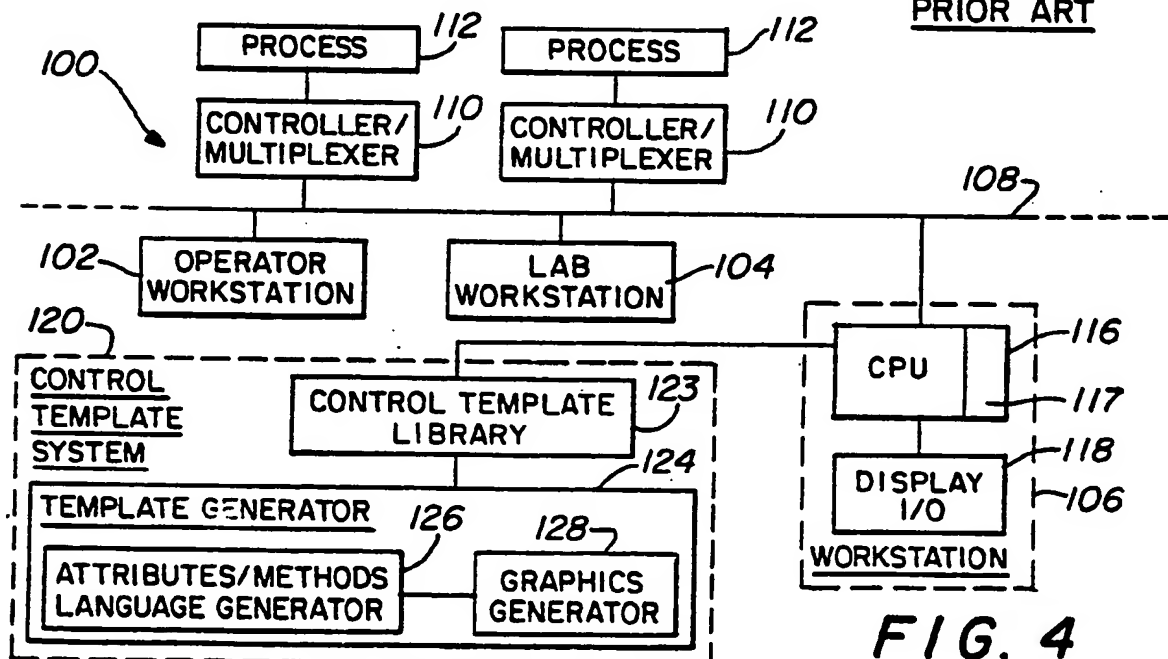 PRIOR ART
PROCESS
112
PROCESS
112
100
CONTROLLER/
MULTIPLEXER
110
CONTROLLER/
MULTIPLEXER
110
108
102
OPERATOR
WORKSTATION
LAB
WORKSTATION
104
120
CONTROL
TEMPLATE
SYSTEM
CONTROL TEMPLATE
LIBRARY
123
CPU
116
117
124
TEMPLATE GENERATOR
126
128
ATTRIBUTES/METHODS
LANGUAGE GENERATOR
GRAPHICS
GENERATOR
118
DISPLAY
I/O
106
WORKSTATION
FIG. 4